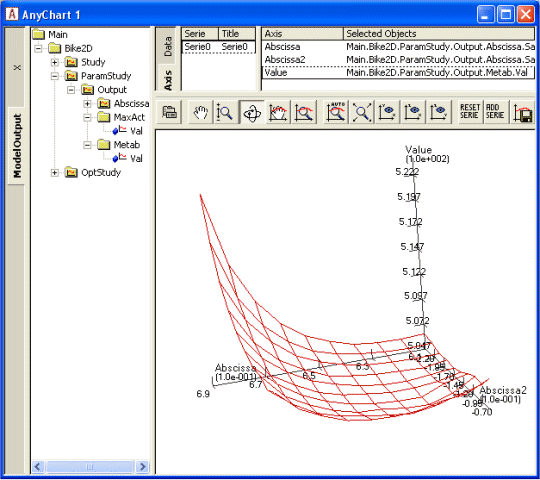 AnyChart 1
X
ModelOutput
Main
Bike2D
Study
ParamStudy
Output
Abscissa
MaxAct
Val
Metab
Val
OptStudy
Data
Axis
Serie Title
Serie0 Serie0
Axis Selected Objects
Abscissa Main.Bike2D.ParamStudy.Output.Abscissa.Sa
Abscissa2 Main.Bike2D.ParamStudy.Output.Abscissa.Sa
Value Main.Bike2D.ParamStudy.Output.Metab.Val
AUTO
RESET SERIE
ADD SERIE
Value
(1.0e+002)
5.222
5.197
5.172
5.147
5.122
5.097
5.072
5.047
Abscissa
(1.0e-001)
6.9
6.7
6.5
6.3
-2.20
-1.95
-1.70
-1.45
-1.20
-0.95
-0.70
Abscissa2
(1.0e-001)